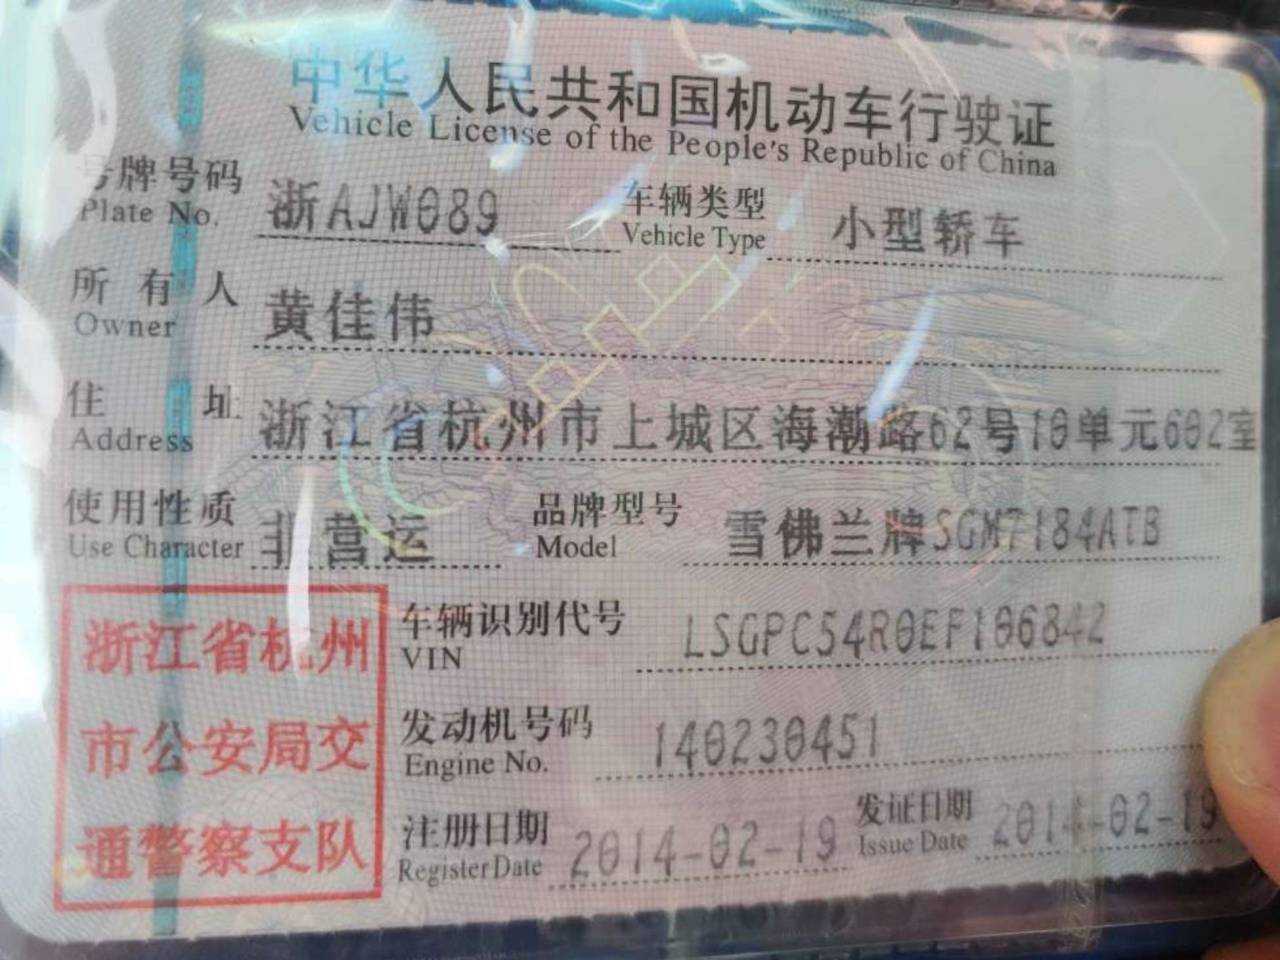 中华人民共和国机动车行驶证
Vehicle License of the People's Republic of China
号牌号码 浙AJW089 车辆类型 小型轿车
Plate No. Vehicle Type
所有人 黄佳伟
Owner
住址 浙江省杭州市上城区海潮路62号10单元602室
Address
使用性质 非营运 品牌型号 雪佛兰牌SGM7184ATB
Use Character Model
车辆识别代号 LSGPC54R0EF106842
VIN
发动机号码 140230451
Engine No.
注册日期 2014-02-19 发证日期 2014-02-19
Register Date Issue Date
浙江省杭州
市公安局交
通警察支队